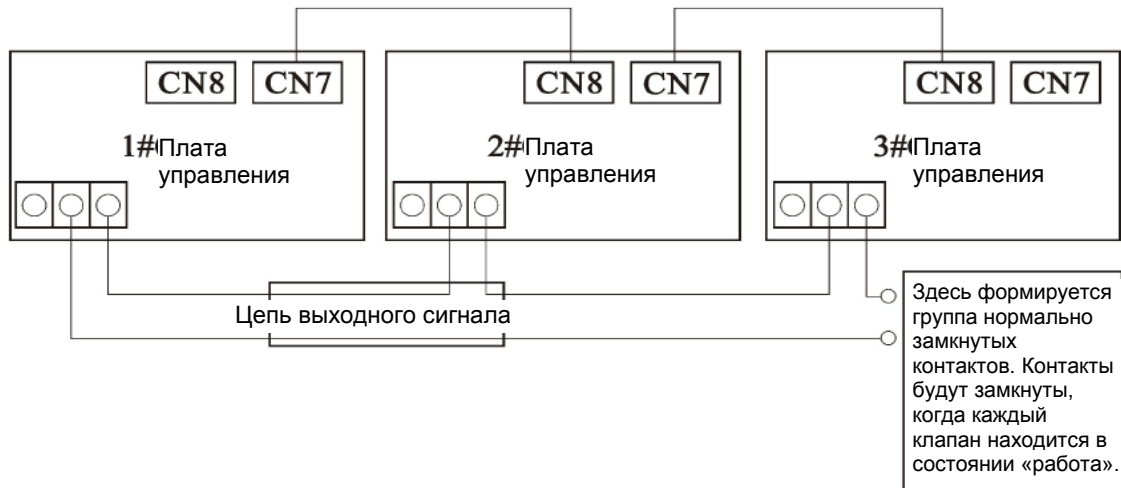 CN8 CN7 CN8 CN7 CN8 CN7
1# Плата управления
2# Плата управления
3# Плата управления
Цепь выходного сигнала
Здесь формируется
группа нормально
замкнутых
контактов. Контакты
будут замкнуты,
когда каждый
клапан находится в
состоянии «работа».